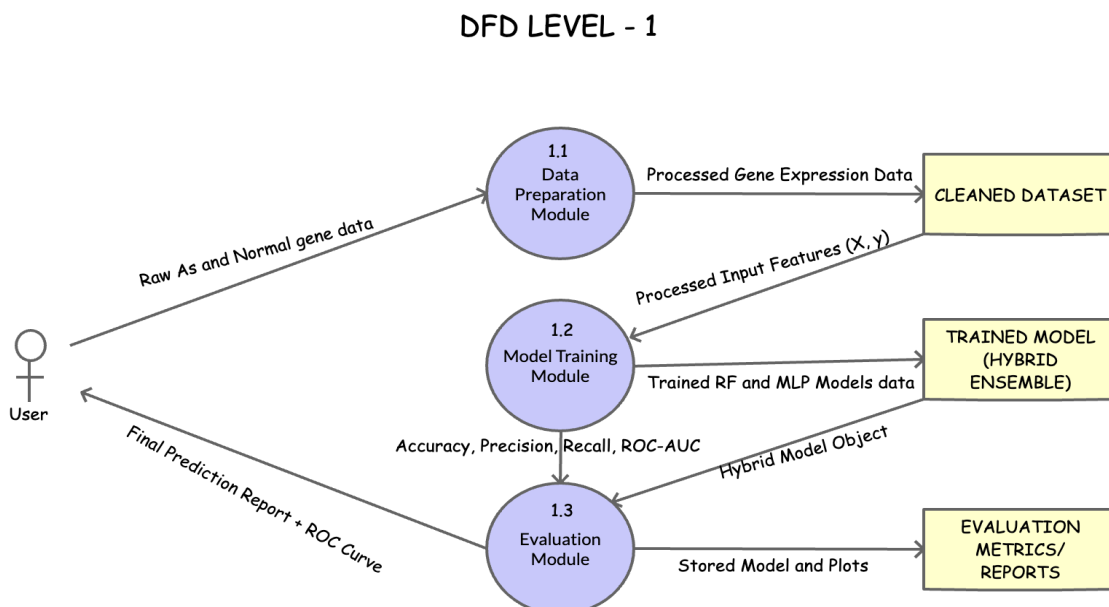 DFD LEVEL - 1
1.1
Data
Preparation
Module
Processed Gene Expression Data
CLEANED DATASET
Raw As and Normal gene data
Processed Input Features (X, y)
1.2
Model Training
Module
TRAINED MODEL
(HYBRID
ENSEMBLE)
Trained RF and MLP Models data
User
Accuracy, Precision, Recall, ROC-AUC
Hybrid Model Object
Final Prediction Report + ROC Curve
1.3
Evaluation
Module
Stored Model and Plots
EVALUATION
METRICS/
REPORTS